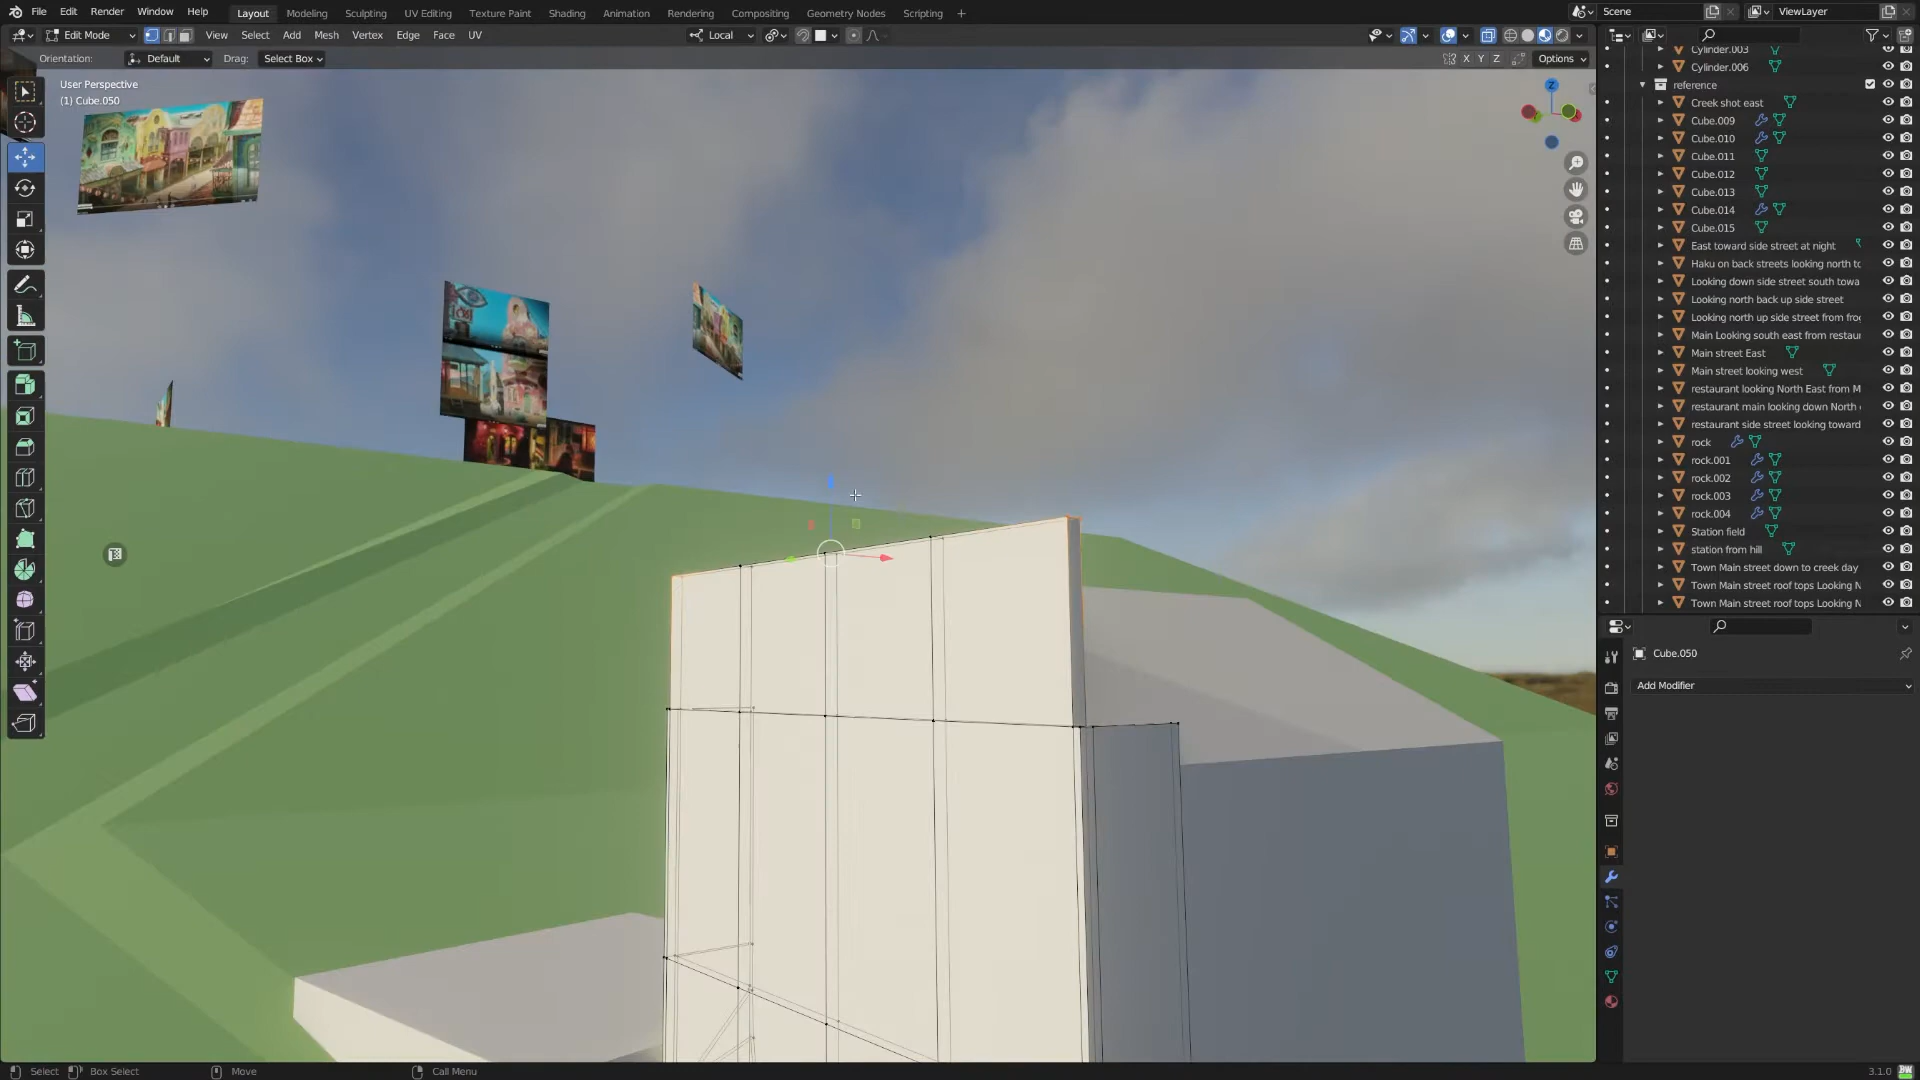 File Edit Render Window Help Layout Modeling Sculpting UV Editing Texture Paint Shading Animation Rendering Compositing Geometry Nodes Scripting + Scene ViewLayer
Edit Mode View Select Add Mesh Vertex Edge Face UV Local
Orientation: Default Drag: Select Box X Y Z Options
User Perspective
(1) Cube.050
Z
Cylinder.003
Cylinder.006
reference
Creek shot east
Cube.009
Cube.010
Cube.011
Cube.012
Cube.013
Cube.014
Cube.015
East toward side street at night
Haku on back streets looking north to
Looking down side street south towa
Looking north back up side street
Looking north up side street from fro
Main Looking south east from restaur
Main street East
Main street looking west
restaurant looking North East from M
restaurant main looking down North
restaurant side street looking toward
rock
rock.001
rock.002
rock.003
rock.004
Station field
station from hill
Town Main street down to creek day
Town Main street roof tops Looking N
Town Main street roof tops Looking N
Cube.050
Add Modifier
Select Box Select Move Call Menu 3.1.0